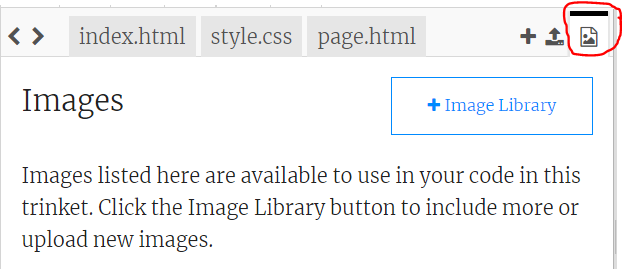 index.html style.css page.html
Images
+ Image Library
Images listed here are available to use in your code in this
trinket. Click the Image Library button to include more or
upload new images.